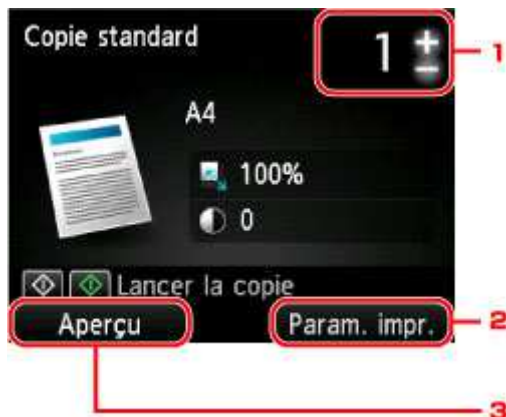 Copie standard
1 + -
1
A4
100%
0
Lancer la copie
Aperçu
Param. impr.
2
3